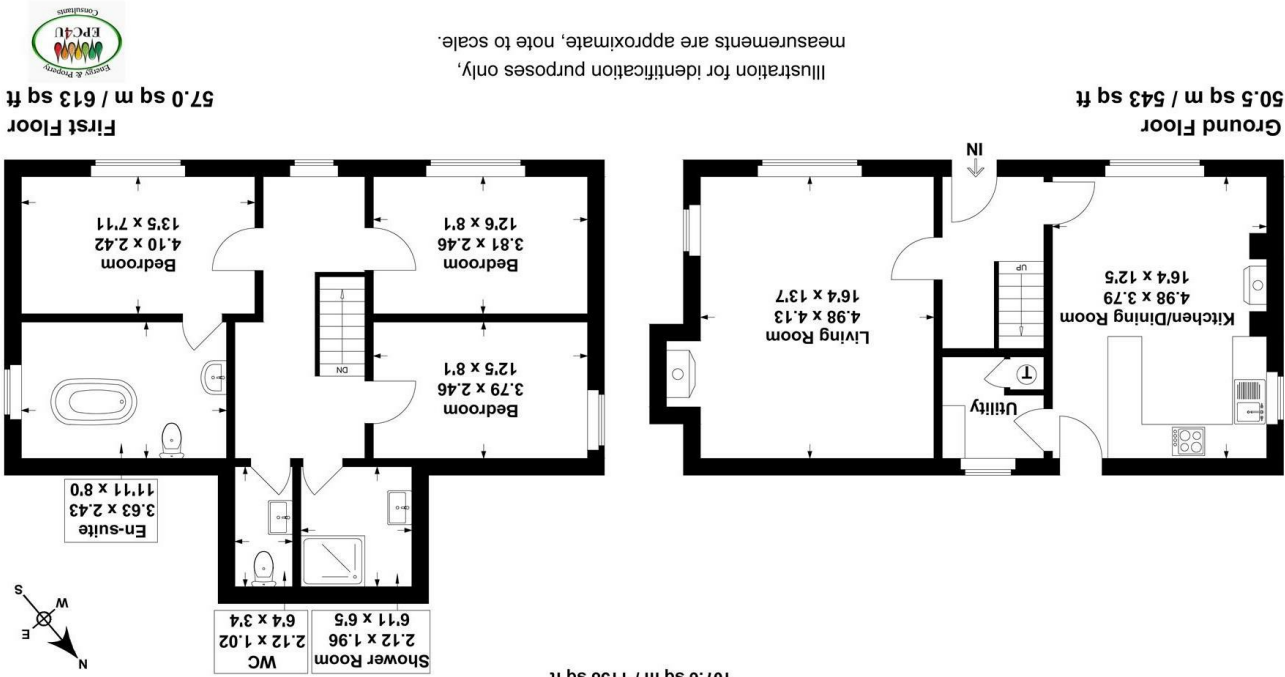 sq m / 1156 sq ft
Shower Room
2.12 x 1.96
6'11 x 6'5
WC
2.12 x 1.02
6'4 x 3'4
N
E
W
S
En-suite
3.63 x 2.43
11'11 x 8'0
Utility
T
Kitchen/Dining Room
4.98 x 3.79
16'4 x 12'5
UP
Living Room
4.98 x 4.13
16'4 x 13'7
IN
Bedroom
3.79 x 2.46
12'5 x 8'1
DN
Bedroom
3.81 x 2.46
12'6 x 8'1
Bedroom
4.10 x 2.42
13'5 x 7'11
Ground Floor
50.5 sq m / 543 sq ft
First Floor
57.0 sq m / 613 sq ft
Illustration for identification purposes only,
measurements are approximate, note to scale.
Energy & Property
EPC4U
Consultants